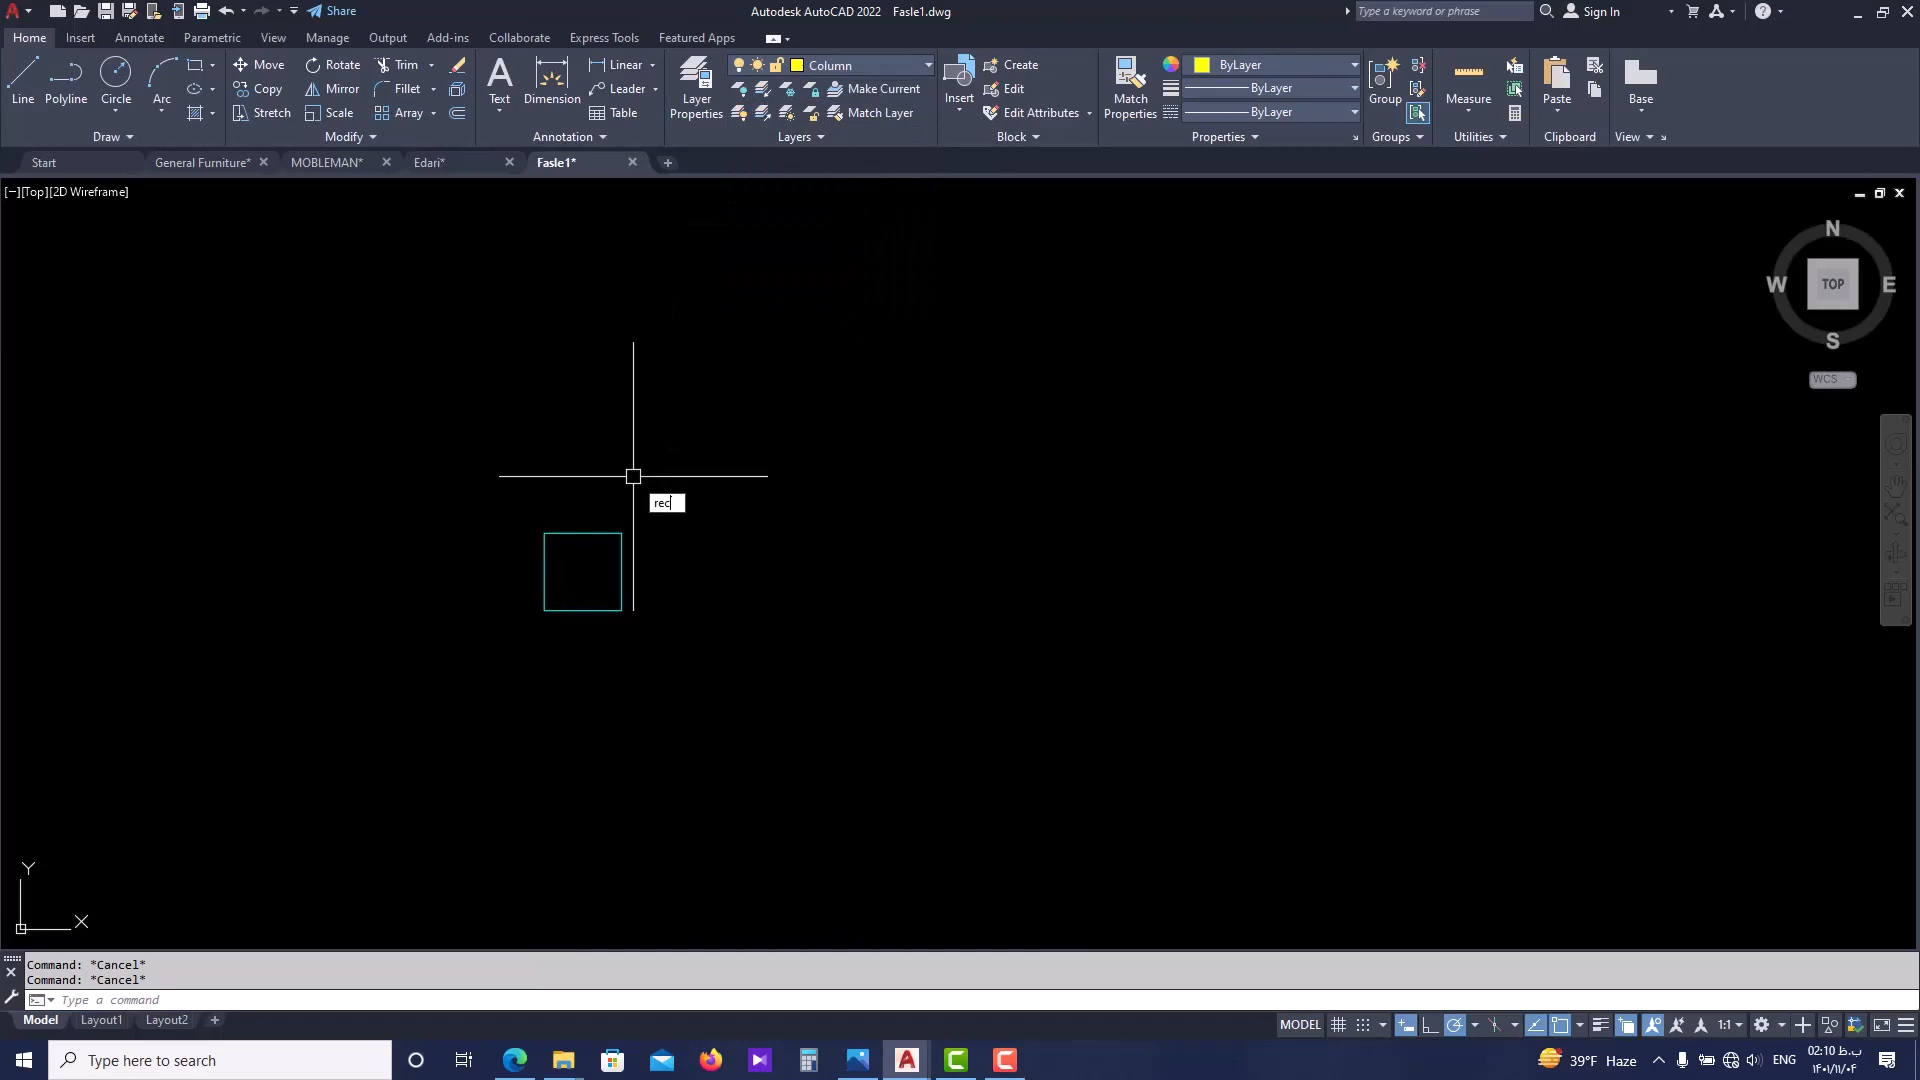 Share
Autodesk AutoCAD 2022 Fasle1.dwg
Type a keyword or phrase
Sign In
Home Insert Annotate Parametric View Manage Output Add-ins Collaborate Express Tools Featured Apps
Line Polyline Circle Arc
Move Rotate Trim
Copy Mirror Fillet
Stretch Scale Array
Text Dimension
Linear
Leader
Table
Layer
Properties
Column
Make Current
Match Layer
Insert
Create
Edit
Edit Attributes
Match
Properties
ByLayer
ByLayer
ByLayer
Group
Measure
Paste
Base
Draw Modify Annotation Layers Block Properties Groups Utilities Clipboard View
Start General Furniture* MOBLEMAN* Edari* Fasle1*
[−][Top][2D Wireframe]
N
W TOP E
S
WCS
rec
Y
X
Command: *Cancel*
Command: *Cancel*
Type a command
Model Layout1 Layout2
MODEL 1:1
Type here to search
39°F Haze
ENG
02:10 ب.ظ
۱۴۰۱/۱۱/۰۴